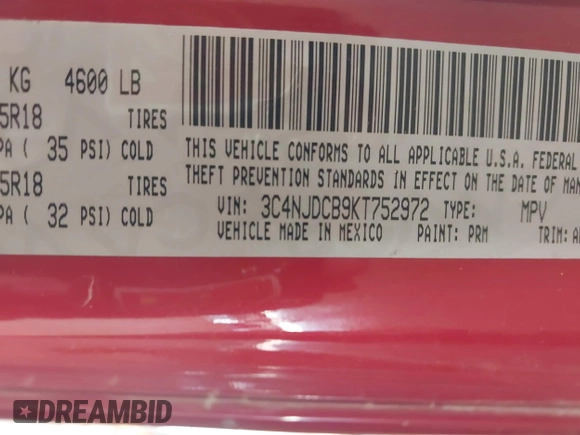 KG 4600 LB
5R18 TIRES
PA ( 35 PSI) COLD
5R18 TIRES
PA ( 32 PSI) COLD
THIS VEHICLE CONFORMS TO ALL APPLICABLE U.S.A. FEDERAL
THEFT PREVENTION STANDARDS IN EFFECT ON THE DATE OF MAN
VIN: 3C4NJDCB9KT752972 TYPE: MPV
VEHICLE MADE IN MEXICO PAINT: PRM TRIM: A
DREAMBID